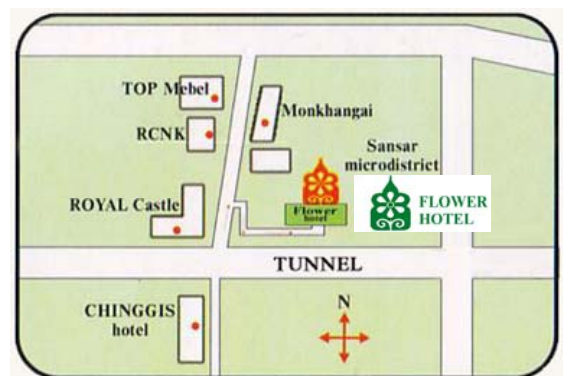 TOP Mebel
Monkhangai
RCNK
Sansar
microdistrict
ROYAL Castle
Flower
hotel
FLOWER
HOTEL
TUNNEL
CHINGGIS
hotel
N